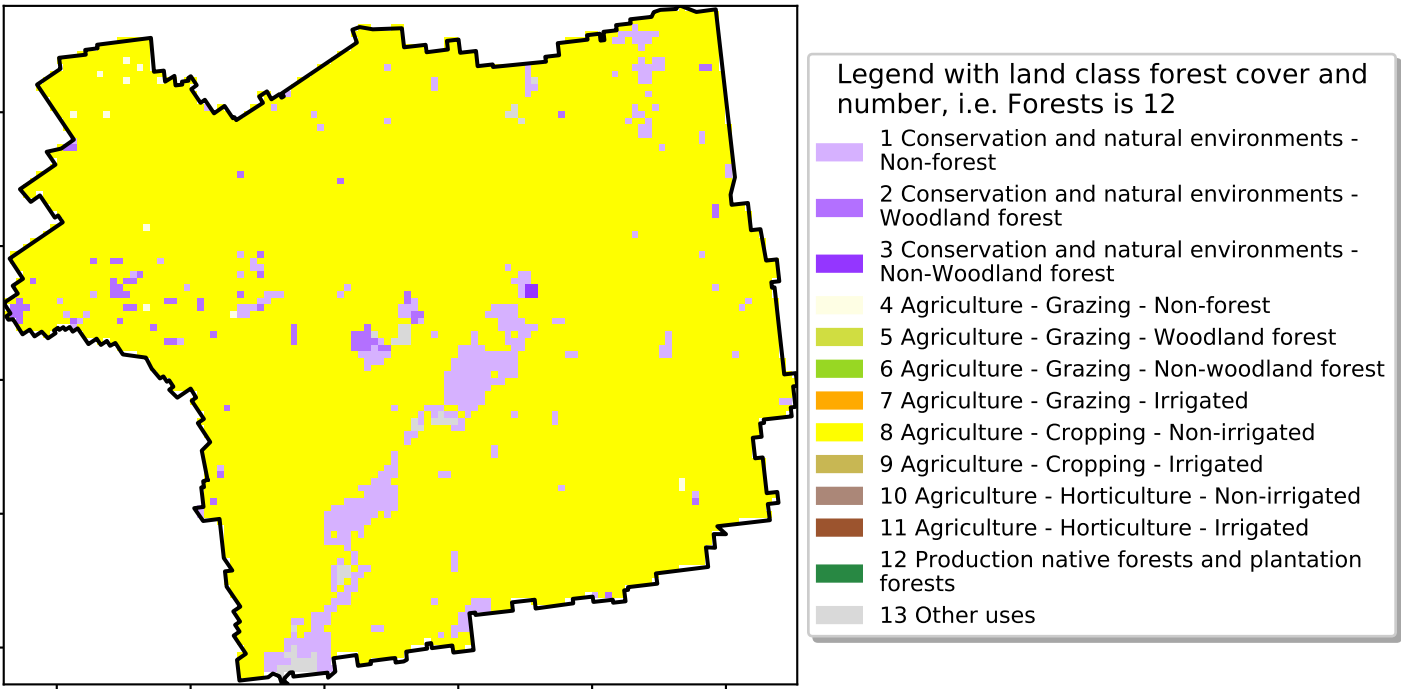 Legend with land class forest cover and
number, i.e. Forests is 12
1 Conservation and natural environments -
Non-forest
2 Conservation and natural environments -
Woodland forest
3 Conservation and natural environments -
Non-Woodland forest
4 Agriculture - Grazing - Non-forest
5 Agriculture - Grazing - Woodland forest
6 Agriculture - Grazing - Non-woodland forest
7 Agriculture - Grazing - Irrigated
8 Agriculture - Cropping - Non-irrigated
9 Agriculture - Cropping - Irrigated
10 Agriculture - Horticulture - Non-irrigated
11 Agriculture - Horticulture - Irrigated
12 Production native forests and plantation
forests
13 Other uses